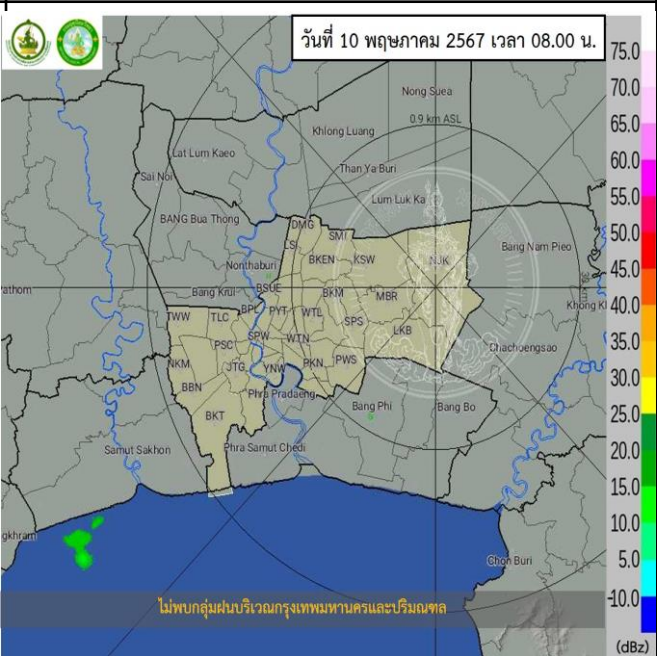 วันที่ 10 พฤษภาคม 2567 เวลา 08.00 น.
75.0
70.0
65.0
60.0
55.0
50.0
45.0
40.0
35.0
30.0
25.0
20.0
15.0
10.0
5.0
-10.0
(dBz)
Nong Suea
0.9 km ASL
Khlong Luang
Lat Lum Kaeo
Than Ya Buri
Sai Noi
Lum Luk Ka
BANG Bua Thong
DMG
SMI
LSI
Bang Nam Pieo
BKEN
KSW
NJK
Nonthaburi
athom
Bang Krui
BSUE
BKM
MBR
Khong Kl
TWW
TLC
BPL
PYT
WTL
SPS
LKB
PSC
SPW
WTN
Chachoengsao
NKM
JTG
YNW
PKN
PWS
BBN
Phra Pradaeng
BKT
Bang Phi
Bang Bo
Samut Sakhon
Phra Samut Chedi
gkhram
Chon Buri
ไม่พบกลุ่มฝนบริเวณกรุงเทพมหานครและปริมณฑล